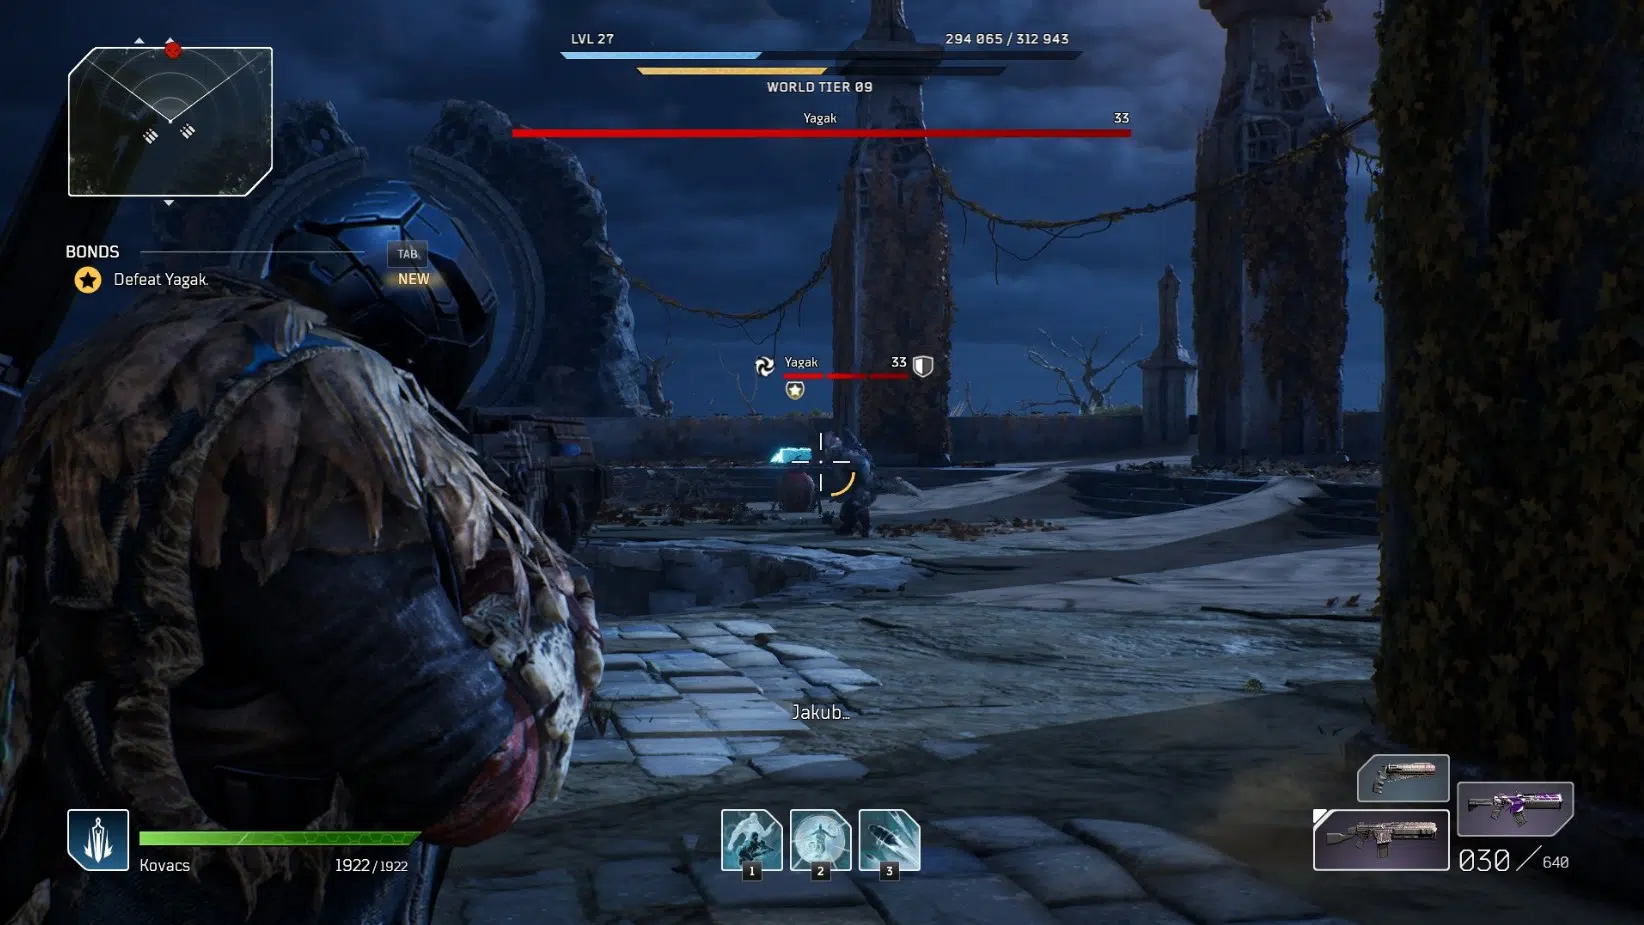 LVL 27
294 065 / 312 943
WORLD TIER 09
Yagak
33
BONDS
TAB
Defeat Yagak.
NEW
Yagak
33
Jakub...
Kovacs
1922/1922
1
2
3
030 / 640